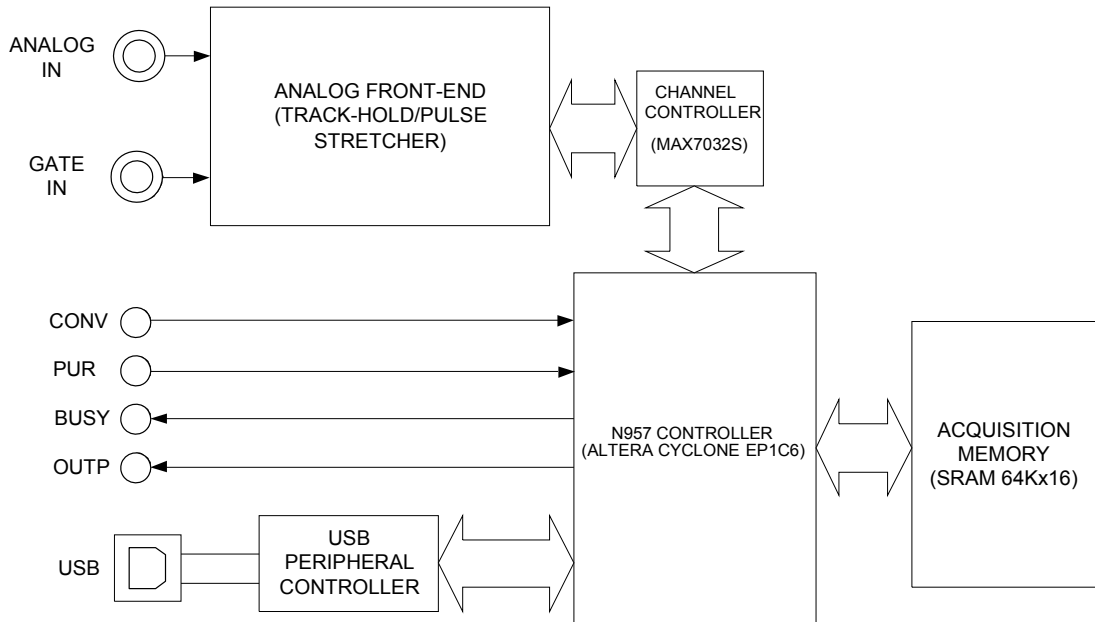 ANALOG
IN
ANALOG FRONT-END
(TRACK-HOLD/PULSE
STRETCHER)
CHANNEL
CONTROLLER
(MAX7032S)
GATE
IN
CONV
PUR
BUSY
OUTP
N957 CONTROLLER
(ALTERA CYCLONE EP1C6)
ACQUISITION
MEMORY
(SRAM 64Kx16)
USB
USB
PERIPHERAL
CONTROLLER